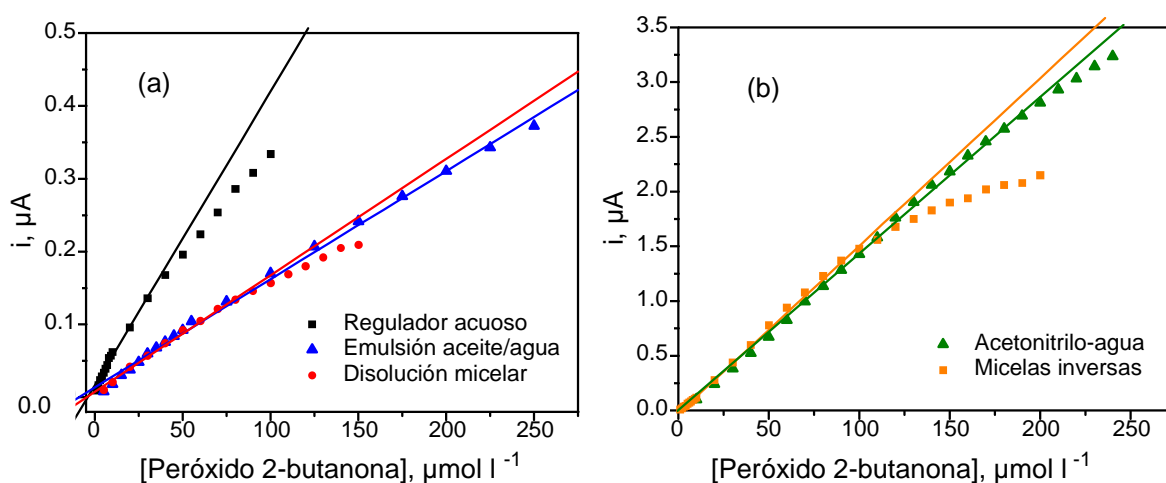 (a)
i, µA
0.5
0.4
0.3
0.2
0.1
0.0
0 50 100 150 200 250
[Peróxido 2-butanona], µmol l -1
Regulador acuoso
Emulsión aceite/agua
Disolución micelar
(b)
i, µA
3.5
3.0
2.5
2.0
1.5
1.0
0.5
0.0
0 50 100 150 200 250
[Peróxido 2-butanona], µmol l -1
Acetonitrilo-agua
Micelas inversas